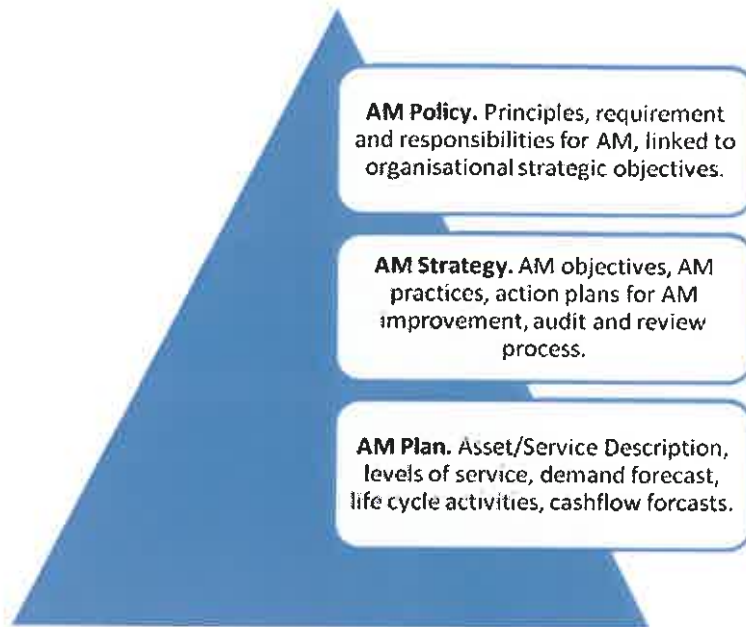 AM Policy. Principles, requirement
and responsibilities for AM, linked to
organisational strategic objectives.
AM Strategy. AM objectives, AM
practices, action plans for AM
improvement, audit and review
process.
AM Plan. Asset/Service Description,
levels of service, demand forecast,
life cycle activities, cashflow forcasts.